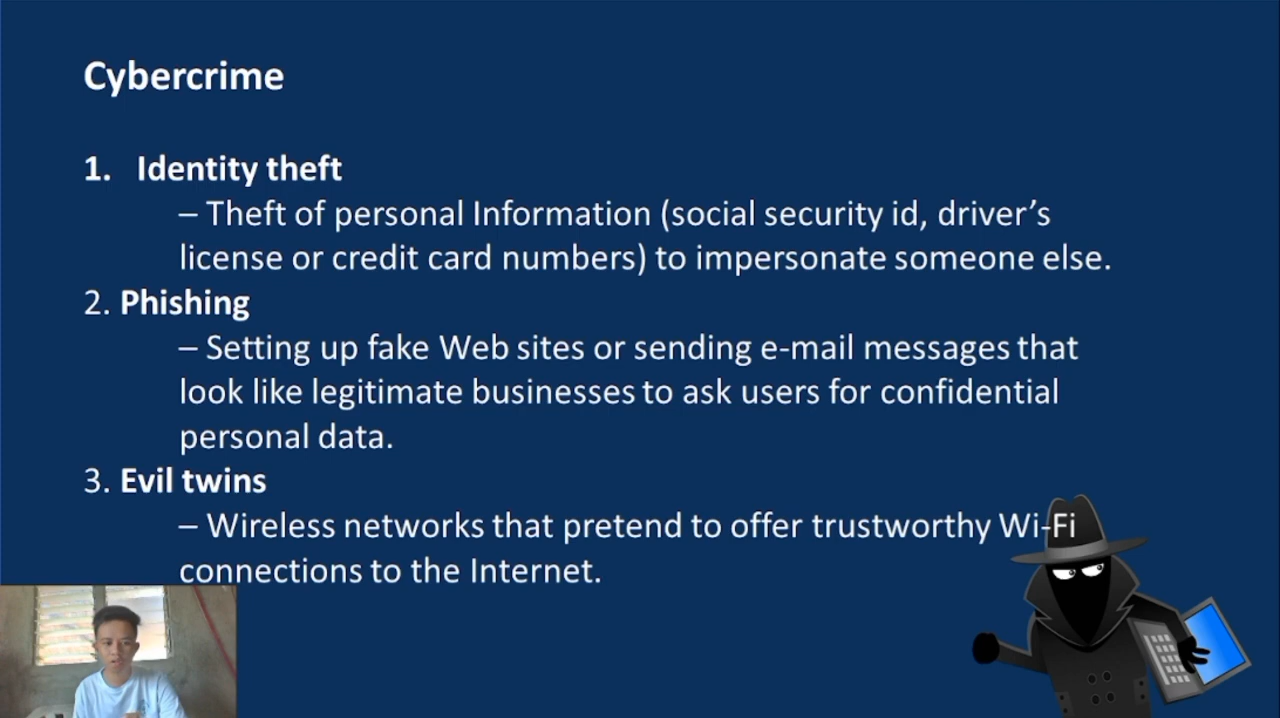 Cybercrime
1. Identity theft
– Theft of personal Information (social security id, driver’s
license or credit card numbers) to impersonate someone else.
2. Phishing
– Setting up fake Web sites or sending e-mail messages that
look like legitimate businesses to ask users for confidential
personal data.
3. Evil twins
– Wireless networks that pretend to offer trustworthy Wi-Fi
connections to the Internet.